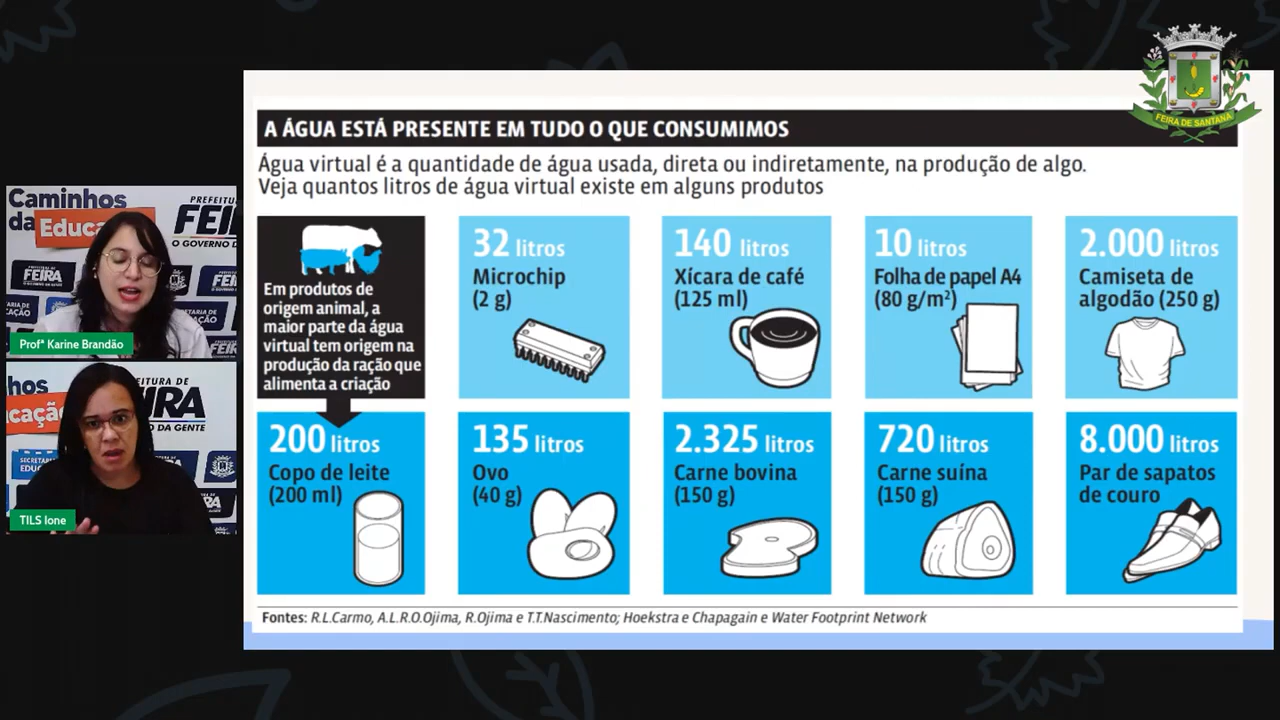 FEIRA DE SANTANA
A ÁGUA ESTÁ PRESENTE EM TUDO O QUE CONSUMIMOS
Água virtual é a quantidade de água usada, direta ou indiretamente, na produção de algo.
Veja quantos litros de água virtual existe em alguns produtos
Em produtos de
origem animal, a
maior parte da água
virtual tem origem na
produção da ração que
alimenta a criação
32 litros
Microchip
(2 g)
140 litros
Xícara de café
(125 ml)
10 litros
Folha de papel A4
(80 g/m²)
2.000 litros
Camiseta de
algodão (250 g)
200 litros
Copo de leite
(200 ml)
135 litros
Ovo
(40 g)
2.325 litros
Carne bovina
(150 g)
720 litros
Carne suína
(150 g)
8.000 litros
Par de sapatos
de couro
Fontes: R.L.Carmo, A.L.R.O.Ojima, R.Ojima e T.T.Nascimento; Hoekstra e Chapagain e Water Footprint Network
Caminhos
da Educa
FEIRA
Profª Karine Brandão
TILS Ione